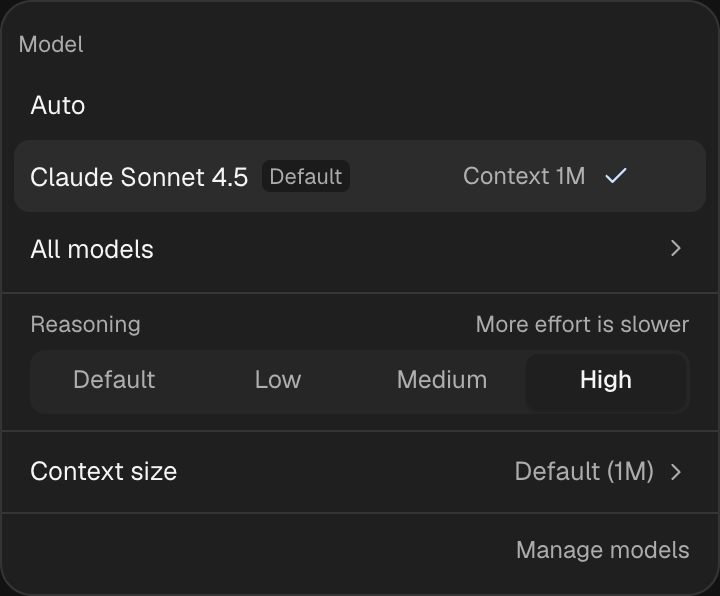 Model
Auto
Claude Sonnet 4.5 Default Context 1M
All models
Reasoning More effort is slower
Default Low Medium High
Context size Default (1M)
Manage models